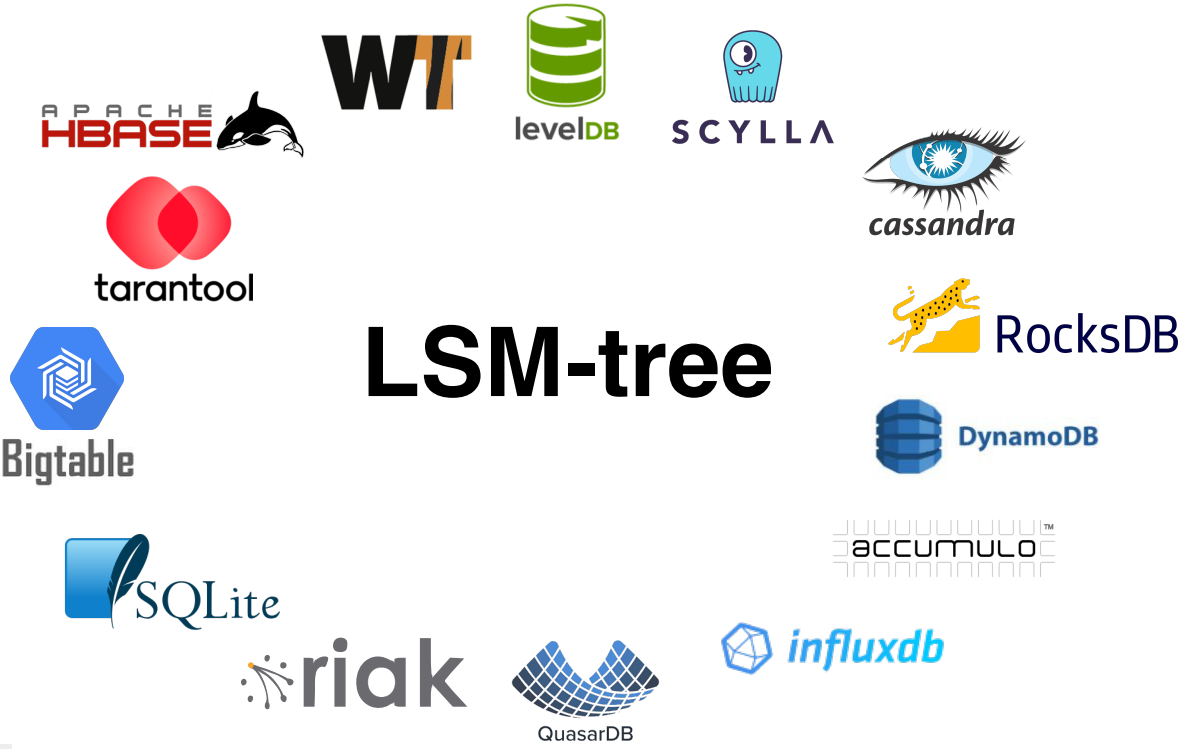 WT
levelDB
SCYLLA
APACHE
HBASE
cassandra
tarantool
RocksDB
LSM-tree
DynamoDB
Bigtable
accumulo
TM
SQLite
influxdb
riak
QuasarDB